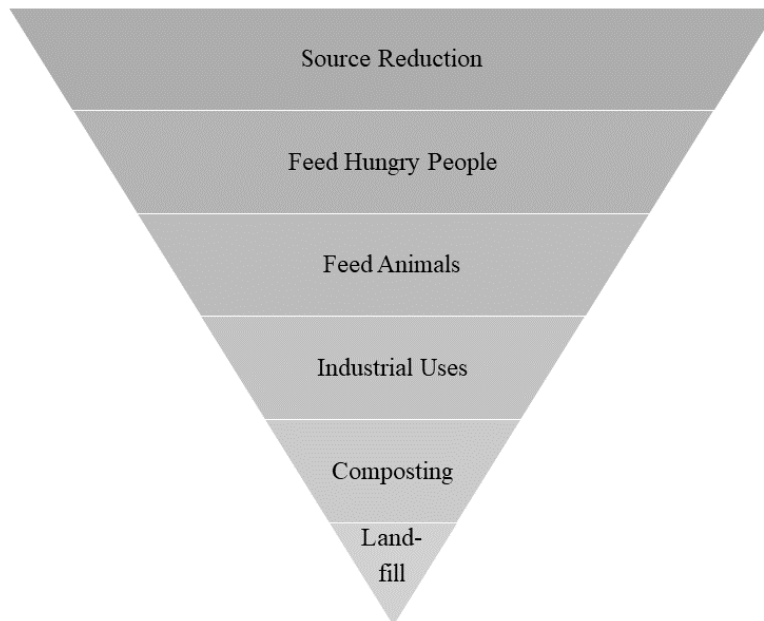 Source Reduction
Feed Hungry People
Feed Animals
Industrial Uses
Composting
Land-
fill